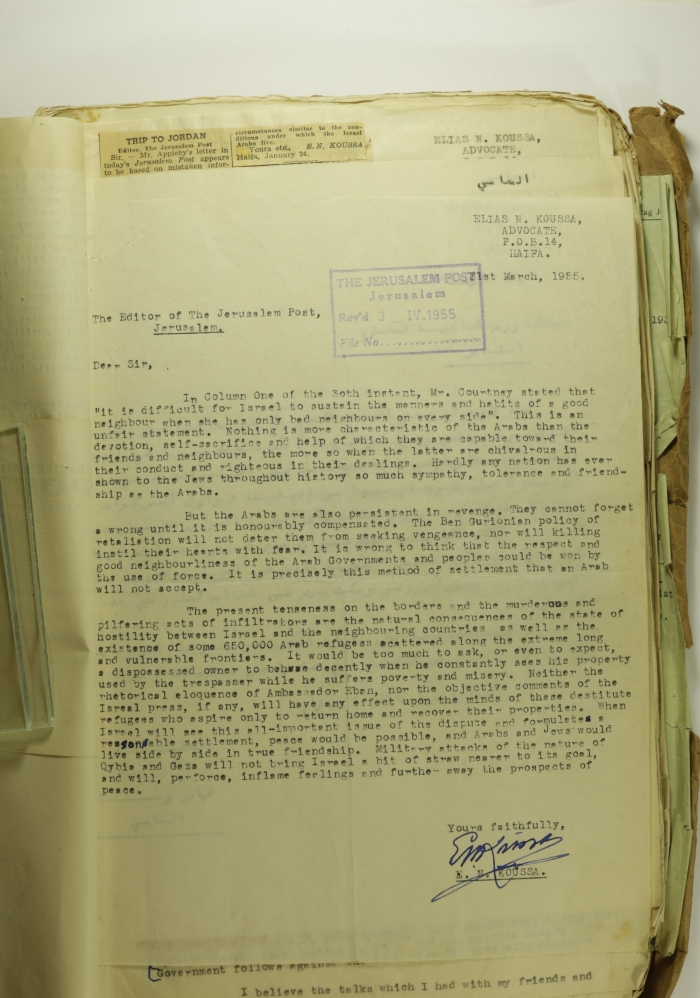 TRIP TO JORDAN
Editor, The Jerusalem Post
Sir, — Mr. Appleby's letter in
today's Jerusalem Post appears
to be based on mistaken infor-
circumstances similar to the con-
ditions under which the Israel
Arabs live.
Yours etc., E. N. KOUSSA
Haifa, January 24.
ELIAS N. KOUSSA,
ADVOCATE,
المحامي
ELIAS N. KOUSSA,
ADVOCATE,
P.O.B.14,
HAIFA.
31st March, 1955.
THE JERUSALEM POST
Jerusalem
Rev'd 3 IV.1955
File No.
The Editor of The Jerusalem Post,
Jerusalem.
Dear Sir,
In Column One of the 30th instant, Mr. Courtney stated that
"it is difficult for Israel to sustain the manners and habits of a good
neighbour when she has only bad neighbours on every side". This is an
unfair statement. Nothing is more characteristic of the Arabs than the
devotion, self-sacrifice and help of which they are capable toward their
friends and neighbours, the more so when the latter are chivalrous in
their conduct and righteous in their dealings. Hardly any nation has ever
shown to the Jews throughout history so much sympathy, tolerance and friend-
ship as the Arabs.
But the Arabs are also persistent in revenge. They cannot forget
a wrong until it is honourably compensated. The Ben Gurionian policy of
retaliation will not deter them from seeking vengeance, nor will killing
instil their hearts with fear. It is wrong to think that the respect and
good neighbourliness of the Arab Governments and peoples could be won by
the use of force. It is precisely this method of settlement that an Arab
will not accept.
The present tenseness on the borders and the murderous and
pilfering acts of infiltrators are the natural consequences of the state of
hostility between Israel and the neighbouring countries as well as the
existence of some 650,000 Arab refugess scattered along the extreme long
and vulnerable frontiers. It would be too much to ask, or even to expect,
a dispossessed owner to behave decently when he constantly sees his property
used by the trespasser while he suffers poverty and misery. Neither the
rhetorical eloquence of Ambassador Eban, nor the objective comments of the
Israel press, if any, will have any effect upon the minds of these destitute
refugees who aspire only to return home and recover their properties. When
Israel will see this all-important issue of the dispute and formulates a
reasonable settlement, peace would be possible, and Arabs and Jews would
live side by side in true friendship. Military attacks of the nature of
Qybia and Gaza will not bring Israel a bit of straw nearer to its goal,
and will, perforce, inflame feelings and further away the prospects of
peace.
Yours faithfully,
E. N. KOUSSA.
Government follows against
I believe the talks which I had with my friends and